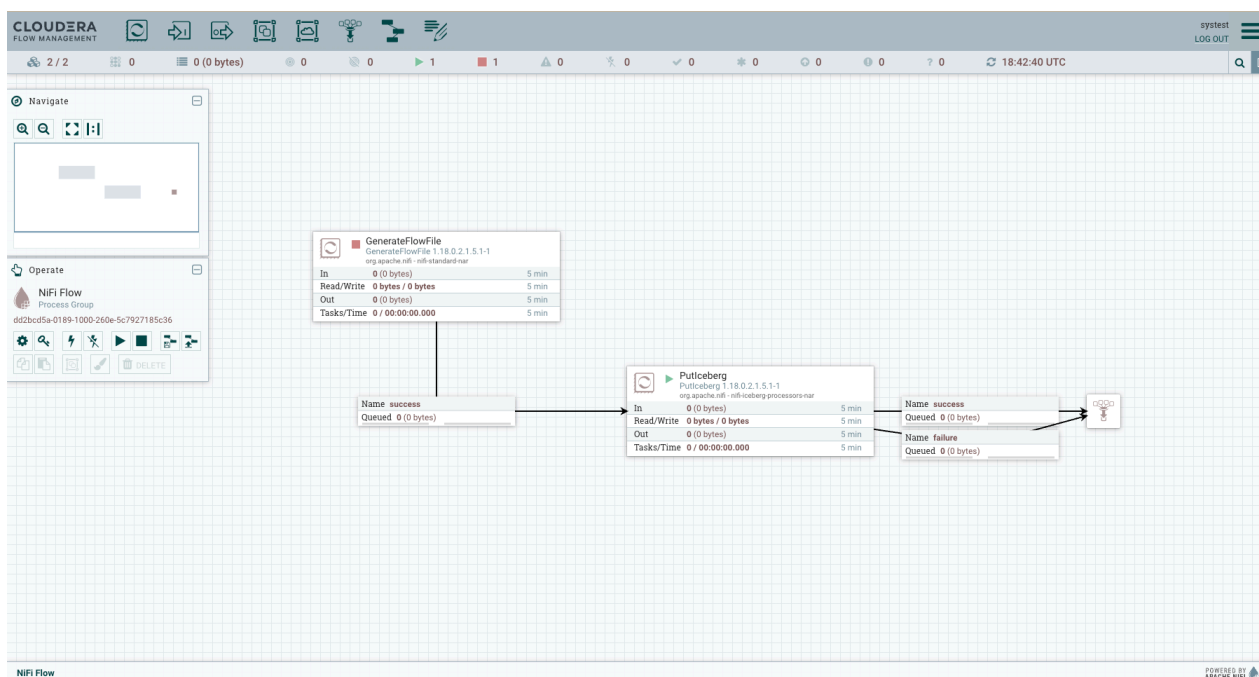 CLOUDERA
FLOW MANAGEMENT
systest
LOG OUT
2 / 2 0 0 (0 bytes) 0 0 1 1 0 0 0 0 0 0 ? 0 18:42:40 UTC
Navigate
Operate
NiFi Flow
Process Group
dd2bcd5a-0189-1000-260e-5c7927185c36
DELETE
GenerateFlowFile
GenerateFlowFile 1.18.0.2.1.5.1-1
org.apache.nifi - nifi-standard-nar
In 0 (0 bytes) 5 min
Read/Write 0 bytes / 0 bytes 5 min
Out 0 (0 bytes) 5 min
Tasks/Time 0 / 00:00:00.000 5 min
Name success
Queued 0 (0 bytes)
PutIceberg
PutIceberg 1.18.0.2.1.5.1-1
org.apache.nifi - nifi-iceberg-processors-nar
In 0 (0 bytes) 5 min
Read/Write 0 bytes / 0 bytes 5 min
Out 0 (0 bytes) 5 min
Tasks/Time 0 / 00:00:00.000 5 min
Name success
Queued 0 (0 bytes)
Name failure
Queued 0 (0 bytes)
NiFi Flow
POWERED BY
APACHE NIFI